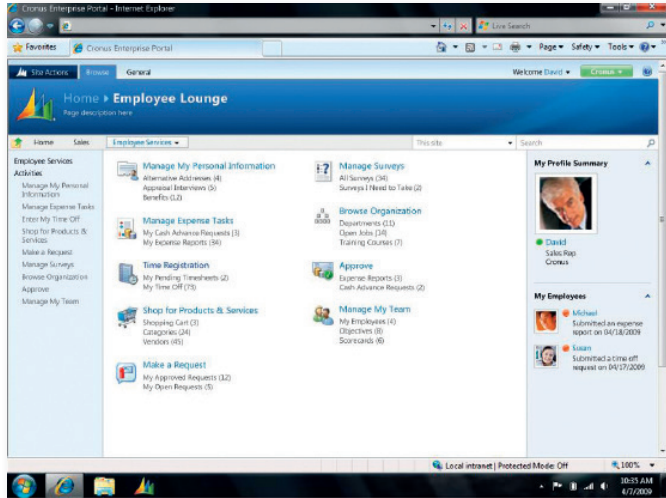 Cronus Enterprise Portal - Internet Explorer
Live Search
Favorites
Cronus Enterprise Portal
Page
Safety
Tools
Site Actions
Browse
General
Welcome David
Cronus
Home
Employee Lounge
Page description here
Home
Sales
Employee Services
This site
Search
Employee Services
Activities
Manage My Personal
Information
Manage Expense Tasks
Enter My Time Off
Shop for Products &
Services
Make a Request
Manage Surveys
Browse Organization
Approve
Manage My Team
Manage My Personal Information
Alternative Addresses (4)
Appraisal Interviews (5)
Benefits (12)
Manage Expense Tasks
My Cash Advance Requests (3)
My Expense Reports (34)
Time Registration
My Pending Timesheets (2)
My Time Off (73)
Shop for Products & Services
Shopping Cart (3)
Categories (24)
Vendors (45)
Make a Request
My Approved Requests (12)
My Open Requests (5)
Manage Surveys
All Surveys (34)
Surveys I Need to Take (2)
Browse Organization
Departments (11)
Open Jobs (14)
Training Courses (7)
Approve
Expense Reports (3)
Cash Advance Requests (2)
Manage My Team
My Employees (4)
Objectives (8)
Scorecards (6)
My Profile Summary
David
Sales Rep
Cronus
My Employees
Michael
Submitted an expense
report on 04/18/2009
Susan
Submitted a time off
request on 04/17/2009
Local intranet | Protected Mode: Off
100%
10:35 AM
4/7/2009